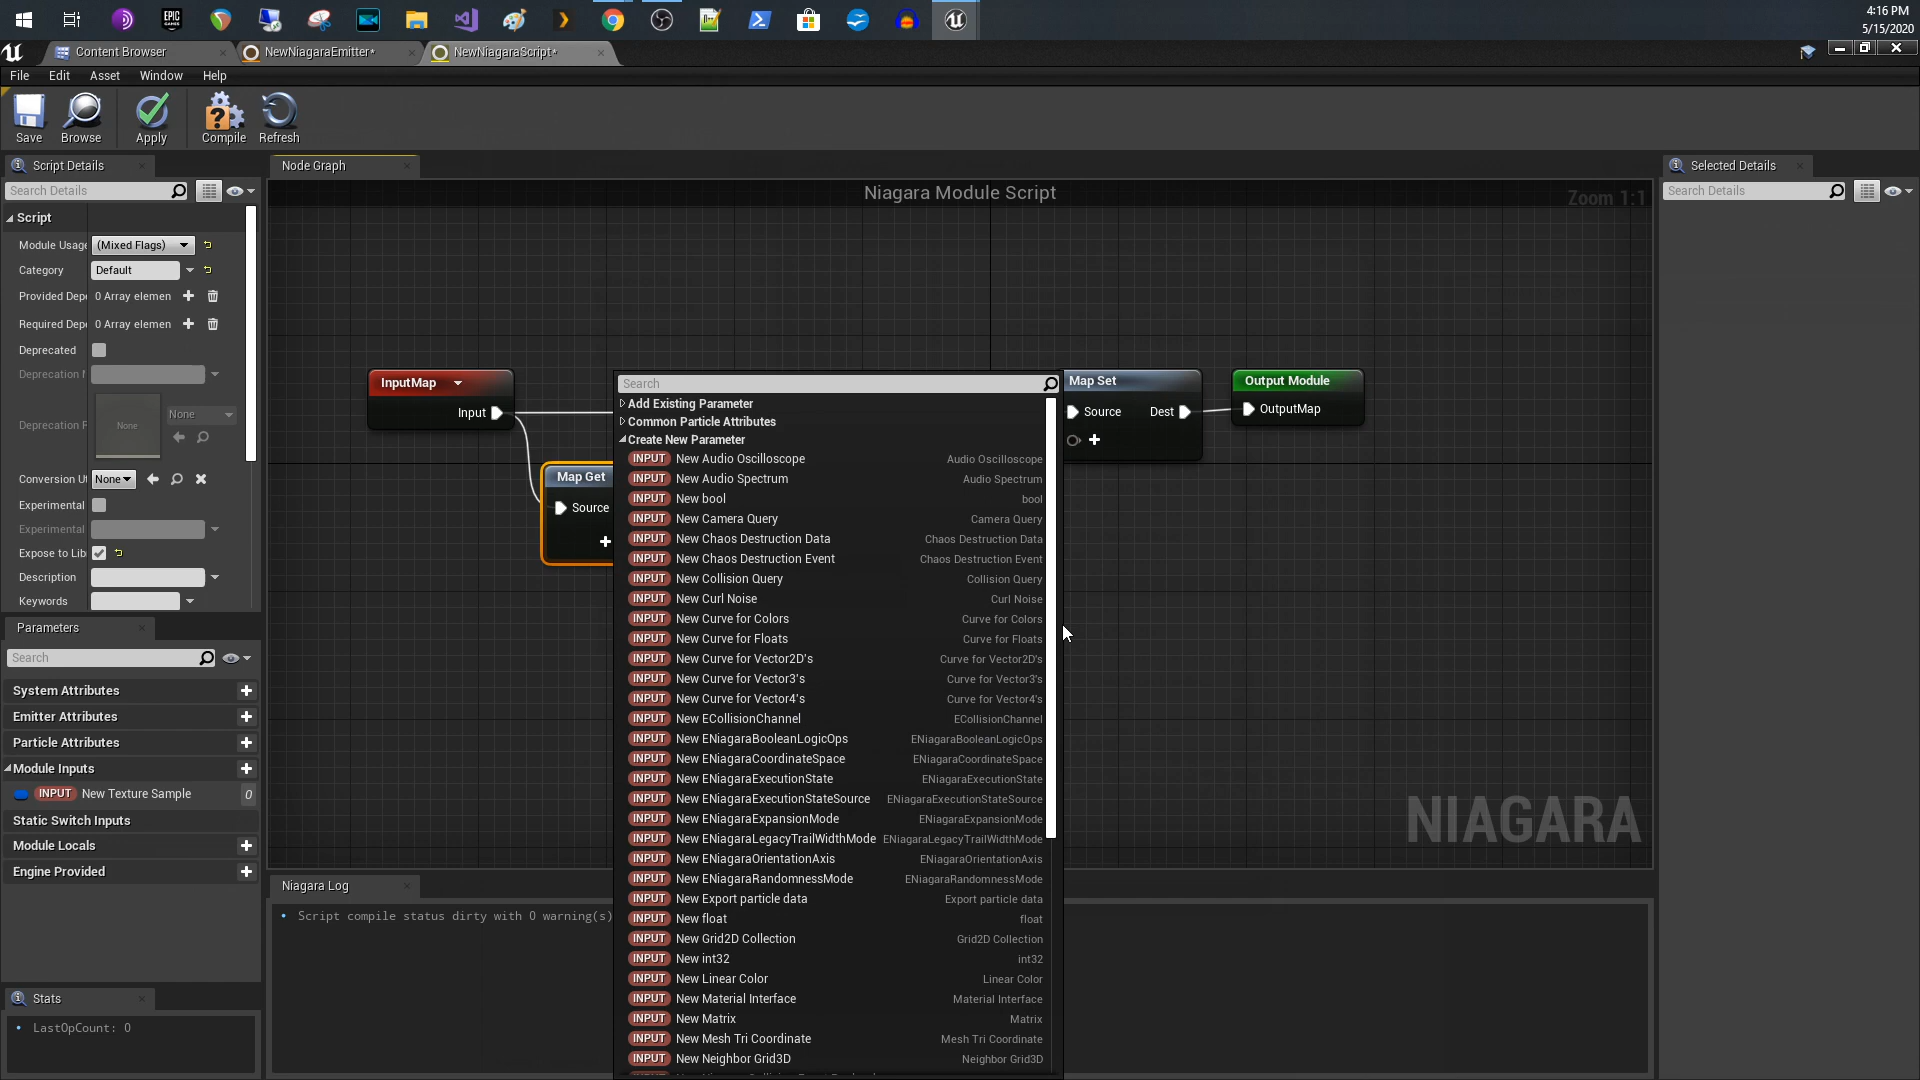 4:16 PM
5/15/2020
Content Browser
NewNiagaraEmitter*
NewNiagaraScript*
File Edit Asset Window Help
Save Browse Apply Compile Refresh
Script Details
Search Details
Script
Module Usage (Mixed Flags)
Category Default
Provided Depe 0 Array elemen
Required Depe 0 Array elemen
Deprecated
Deprecation
None
Deprecation
None
Conversion Ut None
Experimental
Experimental
Expose to Lib
Description
Keywords
Parameters
Search
System Attributes
Emitter Attributes
Particle Attributes
Module Inputs
INPUT New Texture Sample 0
Static Switch Inputs
Module Locals
Engine Provided
Stats
• LastOpCount: 0
Node Graph
Niagara Module Script
Zoom 1:1
InputMap
Input
Map Get
Source
Map Set
Source Dest
Output Module
OutputMap
Search
Add Existing Parameter
Common Particle Attributes
Create New Parameter
INPUT New Audio Oscilloscope Audio Oscilloscope
INPUT New Audio Spectrum Audio Spectrum
INPUT New bool bool
INPUT New Camera Query Camera Query
INPUT New Chaos Destruction Data Chaos Destruction Data
INPUT New Chaos Destruction Event Chaos Destruction Event
INPUT New Collision Query Collision Query
INPUT New Curl Noise Curl Noise
INPUT New Curve for Colors Curve for Colors
INPUT New Curve for Floats Curve for Floats
INPUT New Curve for Vector2D's Curve for Vector2D's
INPUT New Curve for Vector3's Curve for Vector3's
INPUT New Curve for Vector4's Curve for Vector4's
INPUT New ECollisionChannel ECollisionChannel
INPUT New ENiagaraBooleanLogicOps ENiagaraBooleanLogicOps
INPUT New ENiagaraCoordinateSpace ENiagaraCoordinateSpace
INPUT New ENiagaraExecutionState ENiagaraExecutionState
INPUT New ENiagaraExecutionStateSource ENiagaraExecutionStateSource
INPUT New ENiagaraExpansionMode ENiagaraExpansionMode
INPUT New ENiagaraLegacyTrailWidthMode ENiagaraLegacyTrailWidthMode
INPUT New ENiagaraOrientationAxis ENiagaraOrientationAxis
INPUT New ENiagaraRandomnessMode ENiagaraRandomnessMode
INPUT New Export particle data Export particle data
INPUT New float float
INPUT New Grid2D Collection Grid2D Collection
INPUT New int32 int32
INPUT New Linear Color Linear Color
INPUT New Material Interface Material Interface
INPUT New Matrix Matrix
INPUT New Mesh Tri Coordinate Mesh Tri Coordinate
INPUT New Neighbor Grid3D Neighbor Grid3D
NIAGARA
Niagara Log
• Script compile status dirty with 0 warning(s)
Selected Details
Search Details